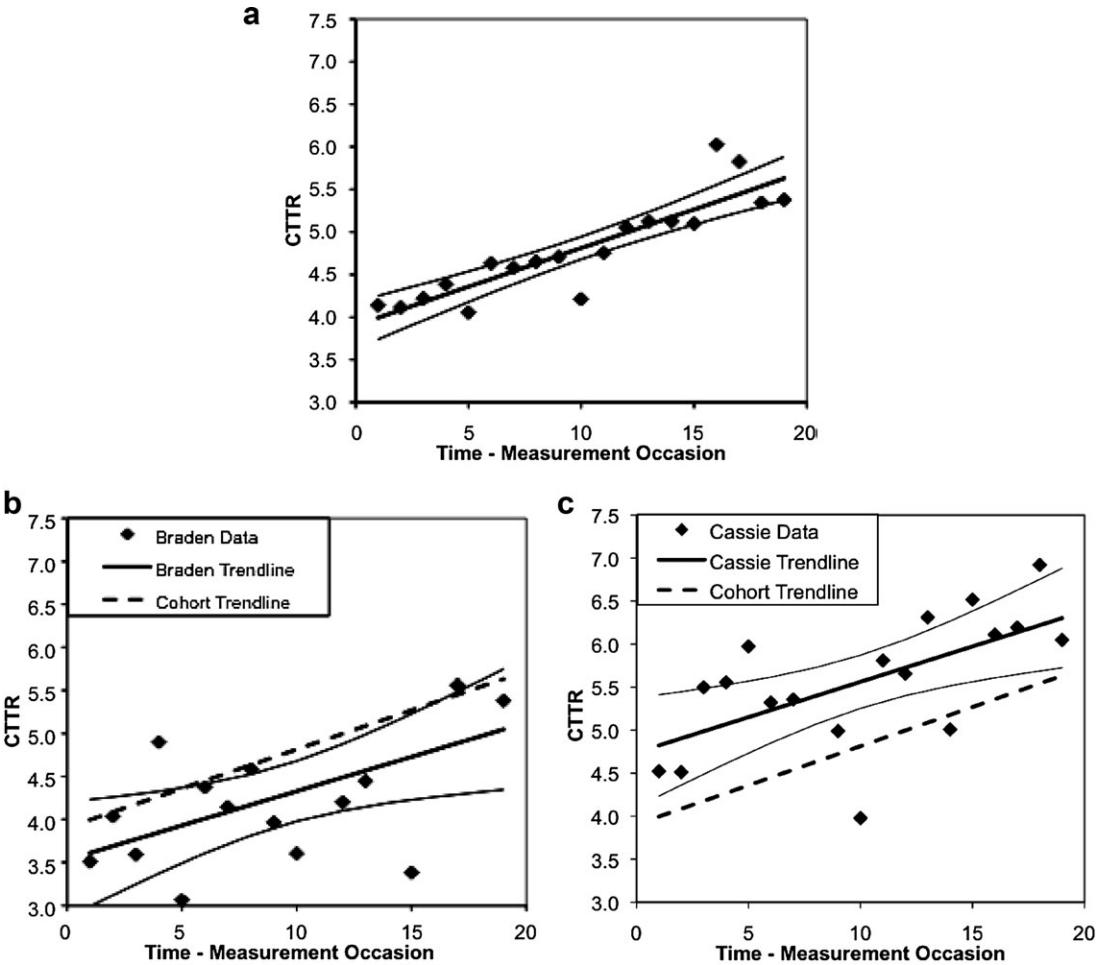 a
7.5
7.0
6.5
6.0
5.5
5.0
4.5
4.0
3.5
3.0
CTTR
0 5 10 15 20
Time - Measurement Occasion
b
7.5
7.0
6.5
6.0
5.5
5.0
4.5
4.0
3.5
3.0
CTTR
Braden Data
Braden Trendline
Cohort Trendline
0 5 10 15 20
Time - Measurement Occasion
c
7.5
7.0
6.5
6.0
5.5
5.0
4.5
4.0
3.5
3.0
CTTR
Cassie Data
Cassie Trendline
Cohort Trendline
0 5 10 15 20
Time - Measurement Occasion